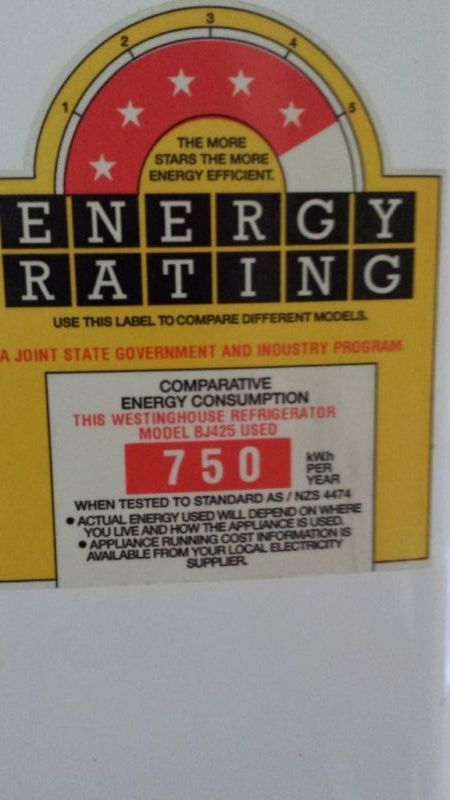 1 2 3 4 5
THE MORE
STARS THE MORE
ENERGY EFFICIENT.
ENERGY
RATING
USE THIS LABEL TO COMPARE DIFFERENT MODELS.
A JOINT STATE GOVERNMENT AND INDUSTRY PROGRAM
COMPARATIVE
ENERGY CONSUMPTION
THIS WESTINGHOUSE REFRIGERATOR
MODEL BJ425 USED
750 kW.h
PER
YEAR
WHEN TESTED TO STANDARD AS / NZS 4474
• ACTUAL ENERGY USED WILL DEPEND ON WHERE
YOU LIVE AND HOW THE APPLIANCE IS USED.
• APPLIANCE RUNNING COST INFORMATION IS
AVAILABLE FROM YOUR LOCAL ELECTRICITY
SUPPLIER.